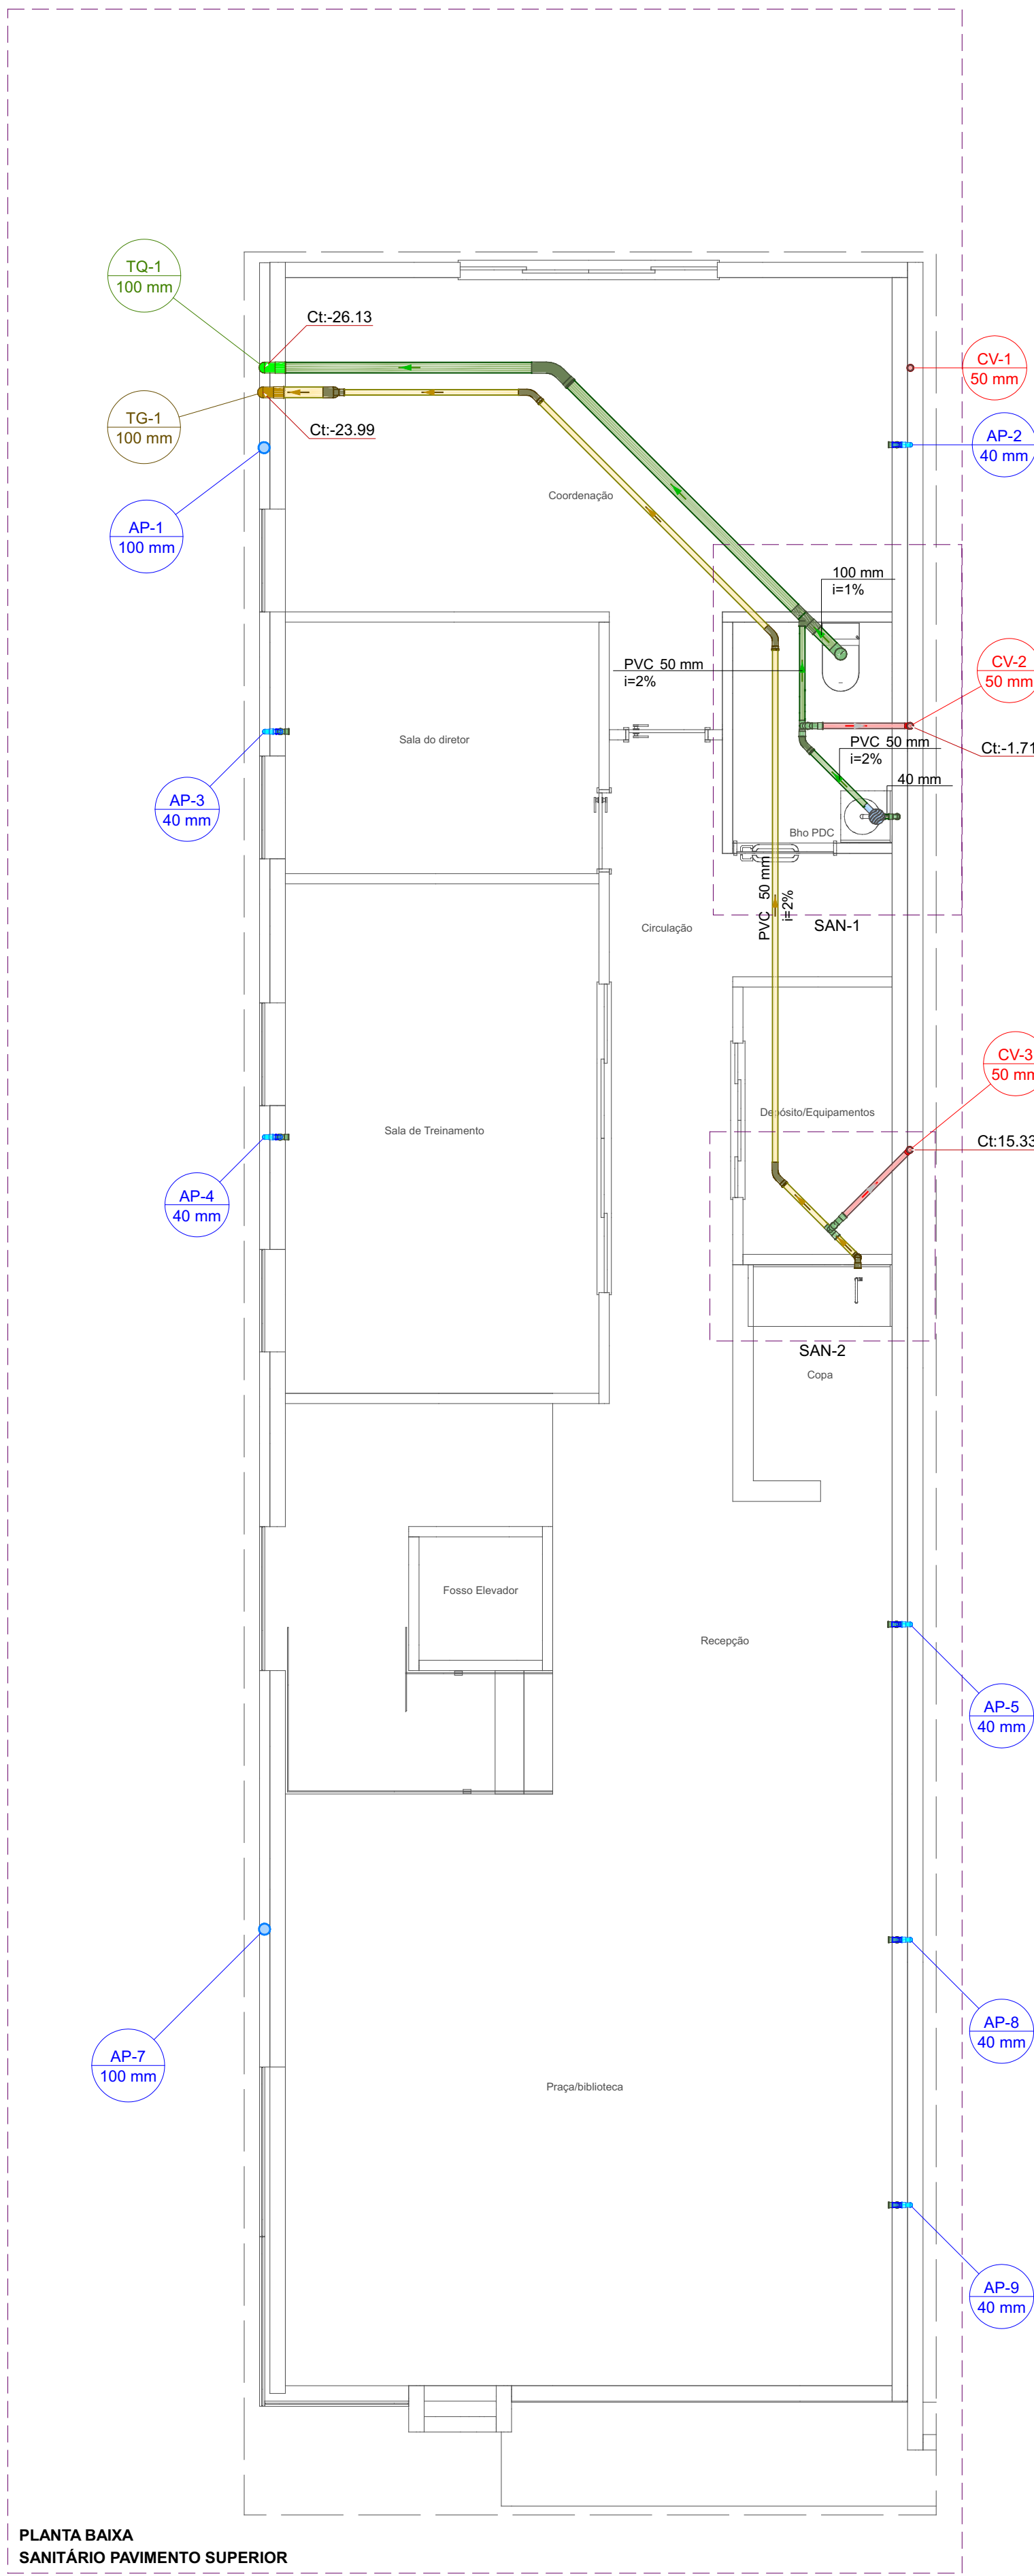 TQ-1
100 mm
Ct:-26.13
CV-1
50 mm
TG-1
100 mm
Ct:-23.99
AP-2
40 mm
AP-1
100 mm
Coordenação
100 mm
i=1%
PVC 50 mm
i=2%
CV-2
50 mm
Sala do diretor
PVC 50 mm
i=2%
Ct:-1.71
40 mm
AP-3
40 mm
Bho PDC
PVC 50 mm
i=2%
Circulação
SAN-1
CV-3
50 mm
Depósito/Equipamentos
Sala de Treinamento
Ct:15.33
AP-4
40 mm
SAN-2
Copa
Fosso Elevador
Recepção
AP-5
40 mm
AP-8
40 mm
AP-7
100 mm
Praça/biblioteca
AP-9
40 mm
PLANTA BAIXA
SANITÁRIO PAVIMENTO SUPERIOR